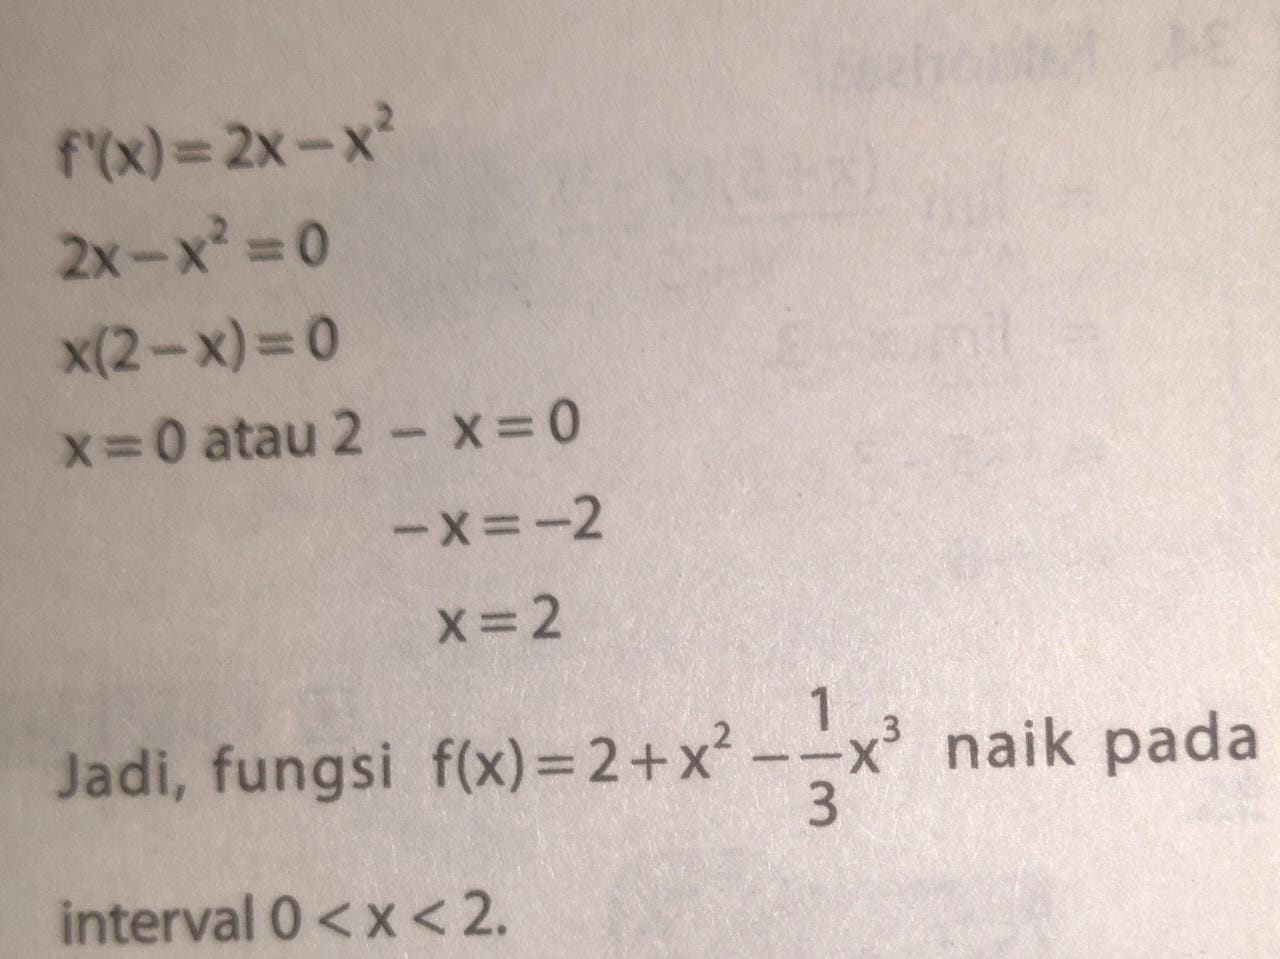 f'(x) = 2x – x²
2x – x² = 0
x(2 – x) = 0
x = 0 atau 2 – x = 0
– x = –2
x = 2
Jadi, fungsi f(x) = 2 + x² – 1/3 x³ naik pada
interval 0 < x < 2.